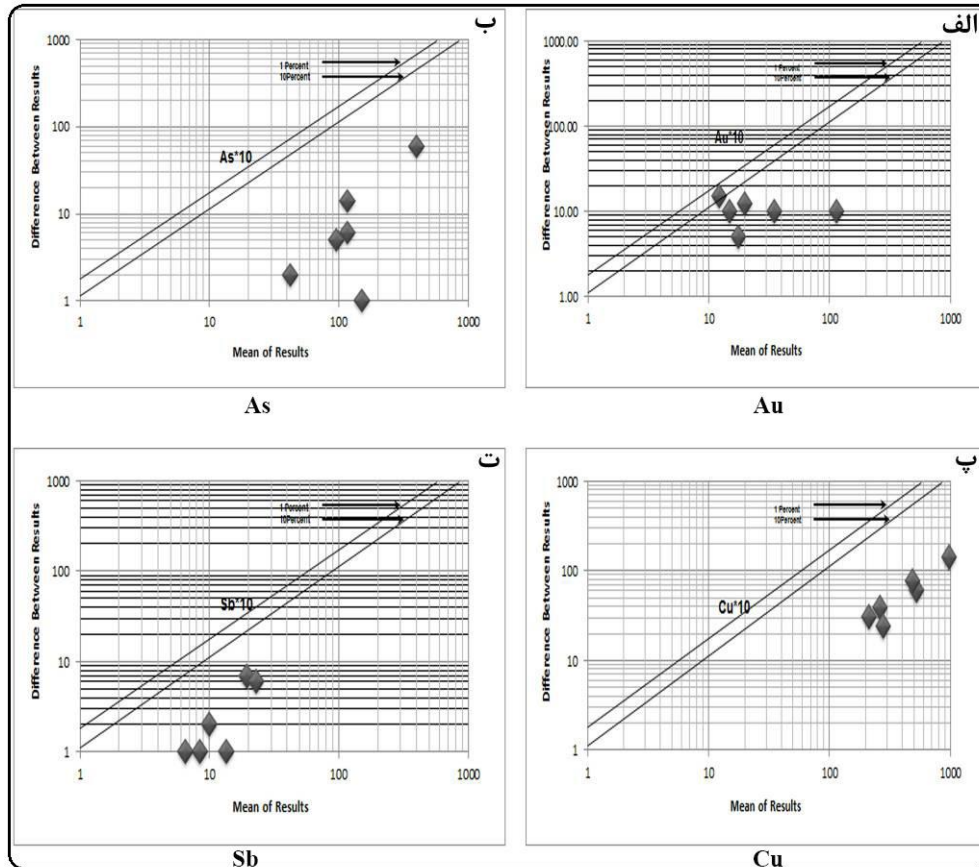 الف
1000.00
100.00
10.00
1.00
1
10
100
1000
Difference Between Results
Mean of Results
1 Percent
10Percent
Au*10
Au
ب
1000
100
10
1
1
10
100
1000
Difference Between Results
Mean of Results
1 Percent
10Percent
As*10
As
پ
1000
100
10
1
1
10
100
1000
Difference Between Results
Mean of Results
1 Percent
10Percent
Cu*10
Cu
ت
1000
100
10
1
1
10
100
1000
Difference Between Results
Mean of Results
1 Percent
10Percent
Sb*10
Sb